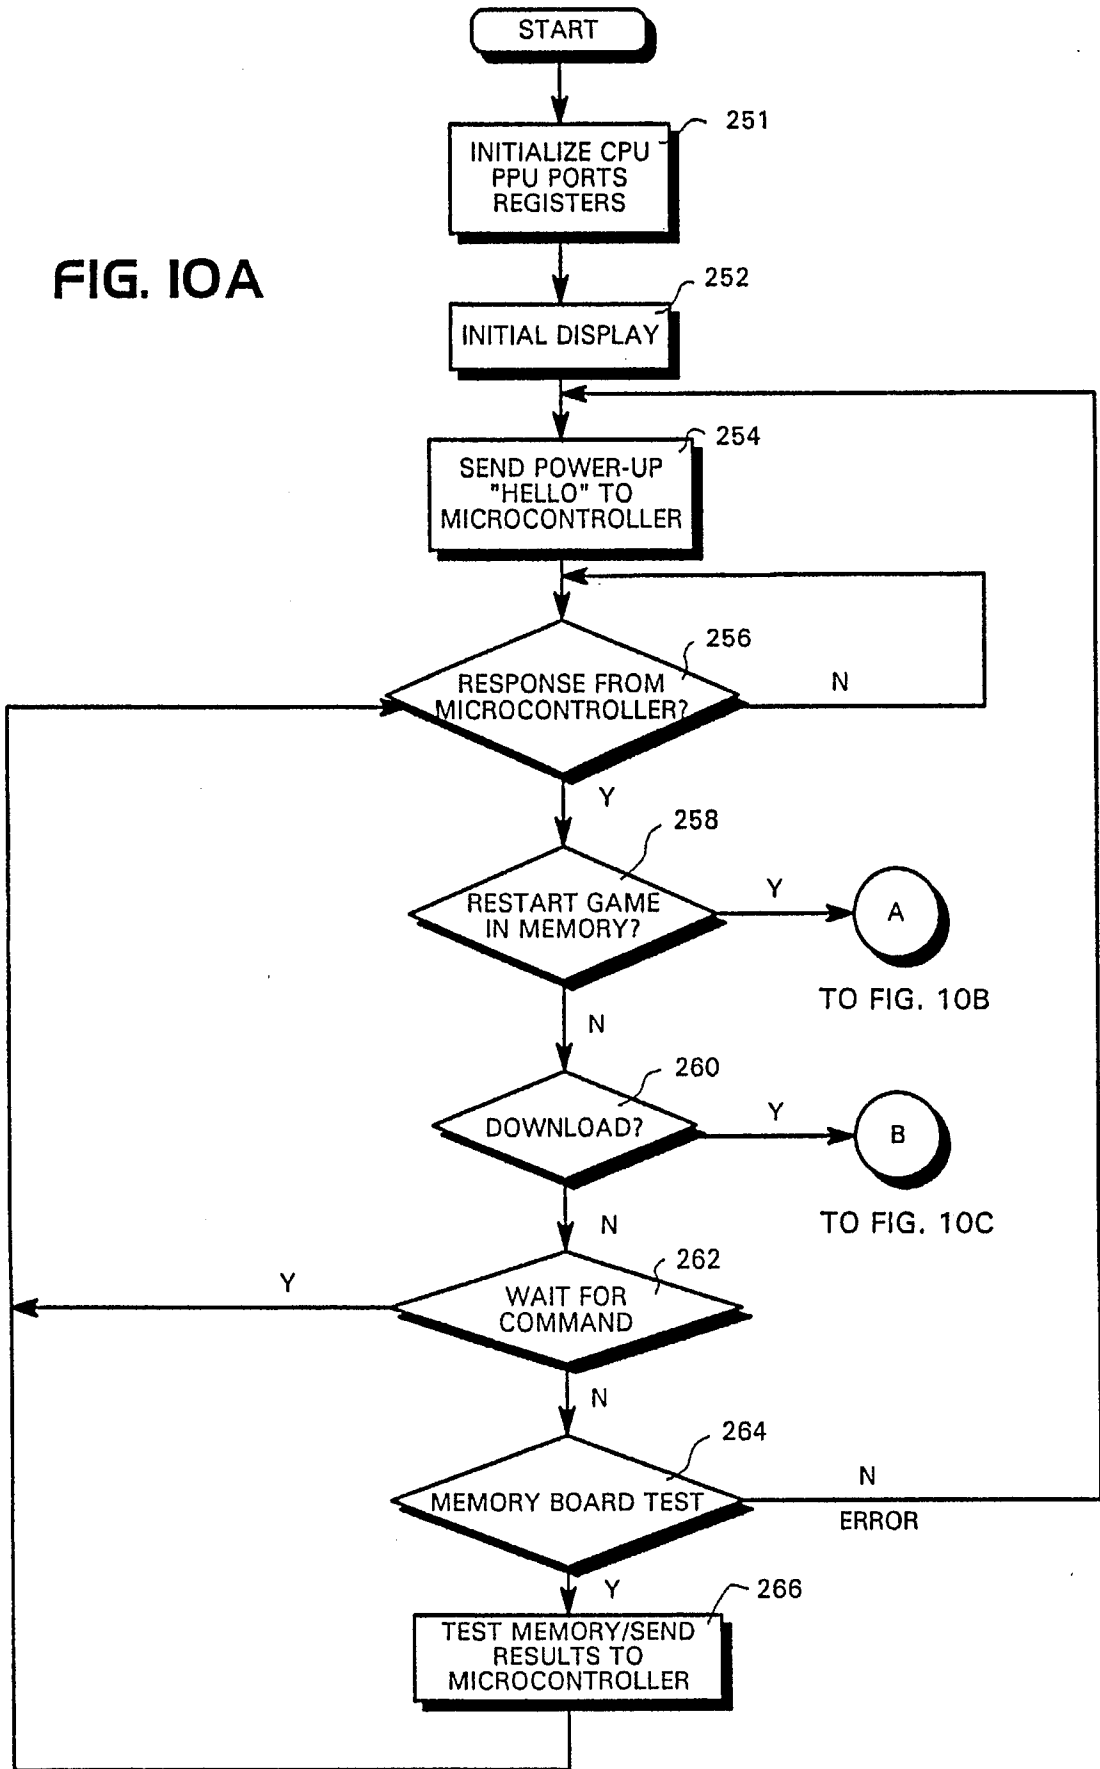 START
251
INITIALIZE CPU
PPU PORTS
REGISTERS
FIG. 10A
252
INITIAL DISPLAY
254
SEND POWER-UP
"HELLO" TO
MICROCONTROLLER
256
RESPONSE FROM
MICROCONTROLLER?
N
Y
258
RESTART GAME
IN MEMORY?
Y
A
TO FIG. 10B
N
260
DOWNLOAD?
Y
B
TO FIG. 10C
N
262
WAIT FOR
COMMAND
Y
N
264
MEMORY BOARD TEST
N
ERROR
Y
266
TEST MEMORY/SEND
RESULTS TO
MICROCONTROLLER